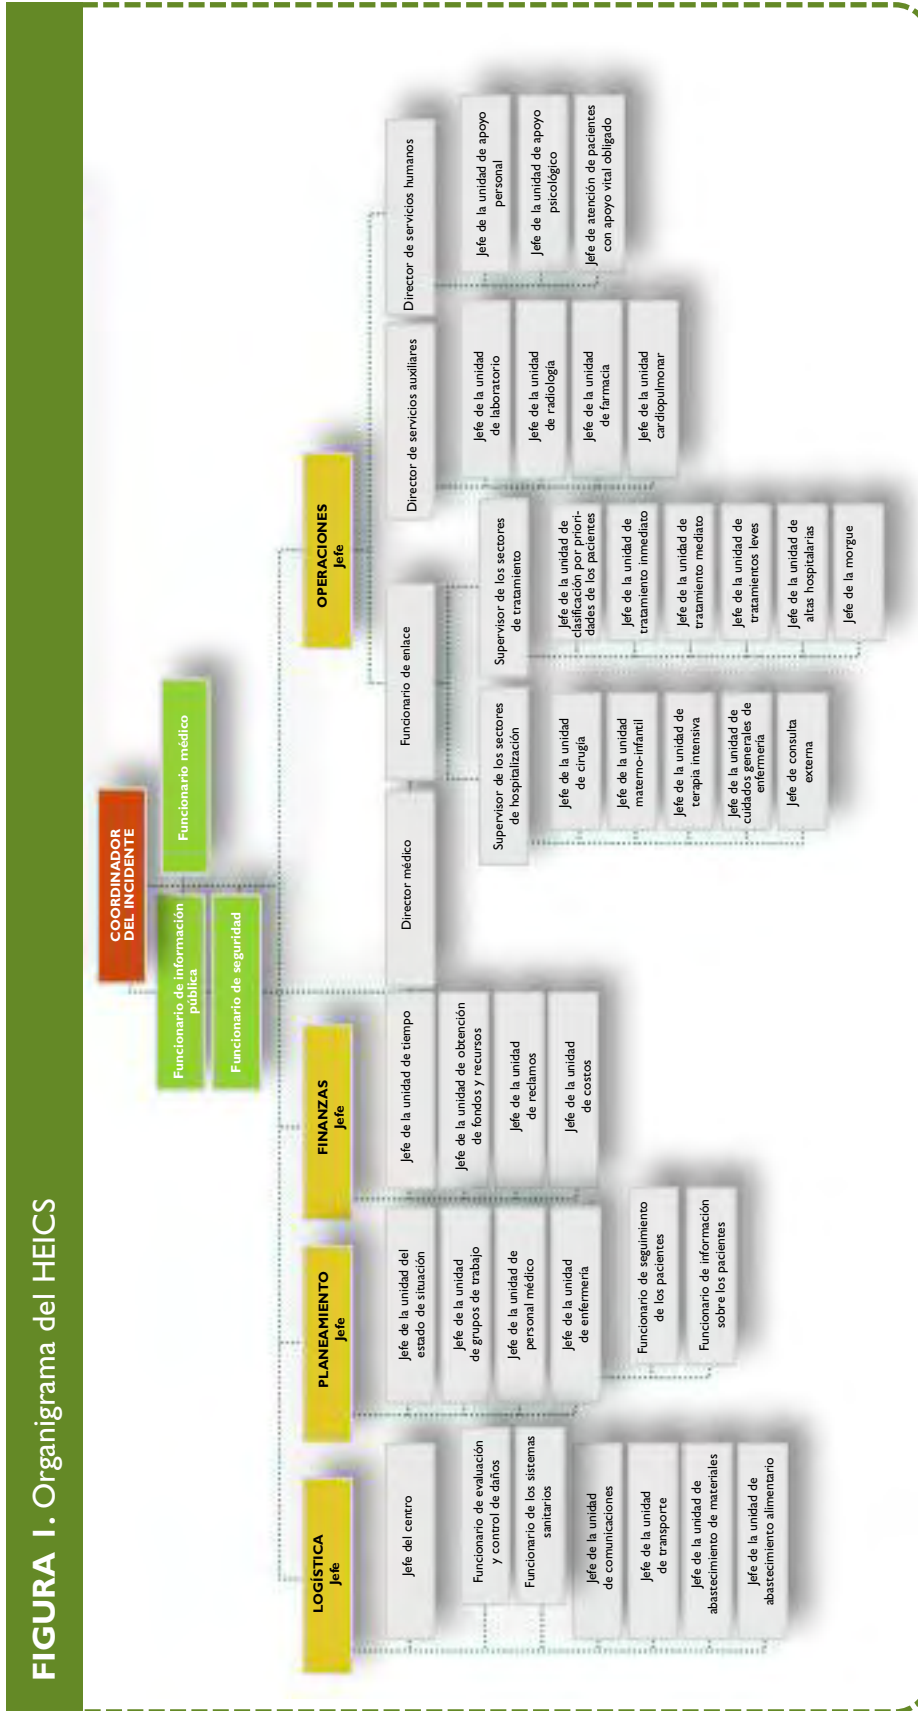 FIGURA 1. Organigrama del HEICS
COORDINADOR
DEL INCIDENTE
Funcionario de información
pública
Funcionario médico
Funcionario de seguridad
LOGÍSTICA
Jefe
PLANEAMIENTO
Jefe
FINANZAS
Jefe
OPERACIONES
Jefe
Jefe del centro
Funcionario de evaluación
y control de daños
Funcionario de los sistemas
sanitarios
Jefe de la unidad
de comunicaciones
Jefe de la unidad
de transporte
Jefe de la unidad de
abastecimiento de materiales
Jefe de la unidad de
abastecimiento alimentario
Jefe de la unidad del
estado de situación
Jefe de la unidad
de grupos de trabajo
Jefe de la unidad de
personal médico
Jefe de la unidad
de enfermería
Funcionario de seguimiento
de los pacientes
Funcionario de información
sobre los pacientes
Jefe de la unidad de tiempo
Jefe de la unidad de obtención
de fondos y recursos
Jefe de la unidad
de reclamos
Jefe de la unidad
de costos
Director médico
Funcionario de enlace
Supervisor de los sectores
de hospitalización
Jefe de la unidad
de cirugía
Jefe de la unidad
materno-infantil
Jefe de la unidad de
terapia intensiva
Jefe de la unidad de
cuidados generales de
enfermería
Jefe de consulta
externa
Supervisor de los sectores
de tratamiento
Jefe de la unidad de
clasificación por priori-
dades de los pacientes
Jefe de la unidad de
tratamiento inmediato
Jefe de la unidad de
tratamiento mediato
Jefe de la unidad de
tratamientos leves
Jefe de la unidad de
altas hospitalarias
Jefe de la morgue
Director de servicios auxiliares
Jefe de la unidad
de laboratorio
Jefe de la unidad
de radiología
Jefe de la unidad
de farmacia
Jefe de la unidad
cardiopulmonar
Director de servicios humanos
Jefe de la unidad de apoyo
personal
Jefe de la unidad de apoyo
psicológico
Jefe de atención de pacientes
con apoyo vital obligado